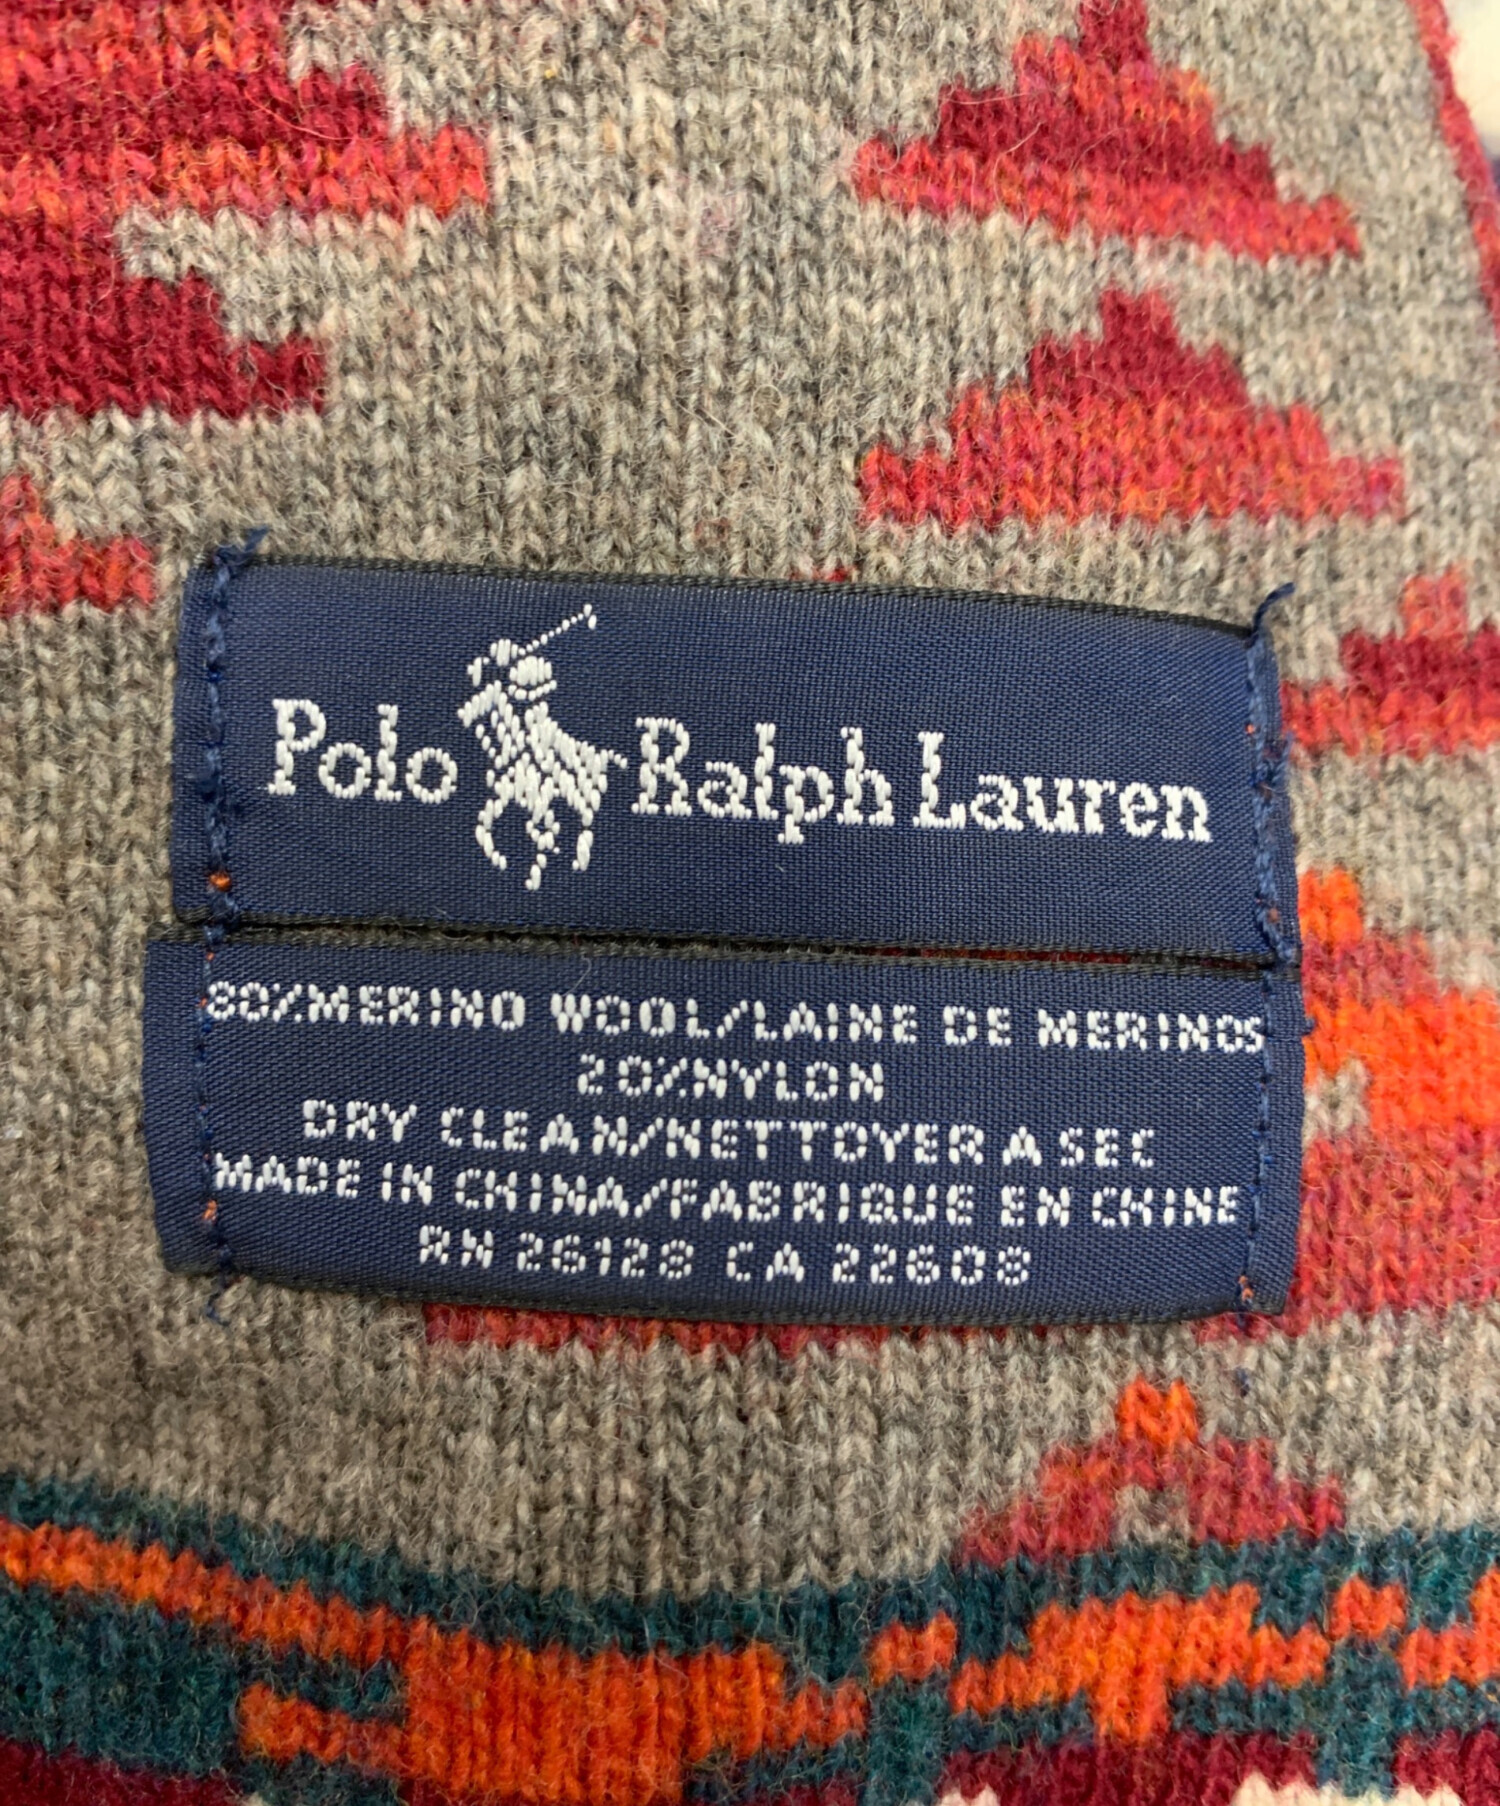 Polo Ralph Lauren
80%MERINO WOOL/LAINE DE MERINOS
20%NYLON
DRY CLEAN/NETTOYER A SEC
MADE IN CHINA/FABRIQUE EN CHINE
RN 26128 CA 22608